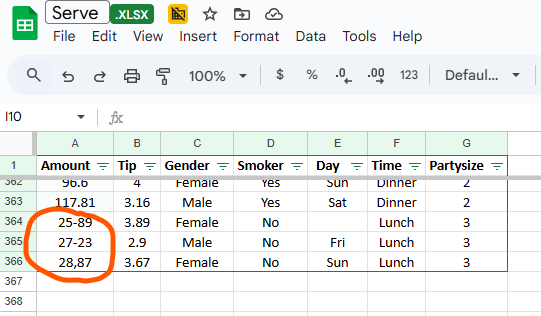 Serve .XLSX
File Edit View Insert Format Data Tools Help
100% $ % .0 .00 123 Defaul...
I10 fx
A B C D E F G
1 Amount Tip Gender Smoker Day Time Partysize
362 96.6 4 Female Yes Sun Dinner 2
363 117.81 3.16 Male Yes Sat Dinner 2
364 25-89 3.89 Female No Lunch 3
365 27-23 2.9 Male No Fri Lunch 3
366 28,87 3.67 Female No Sun Lunch 3
367
368